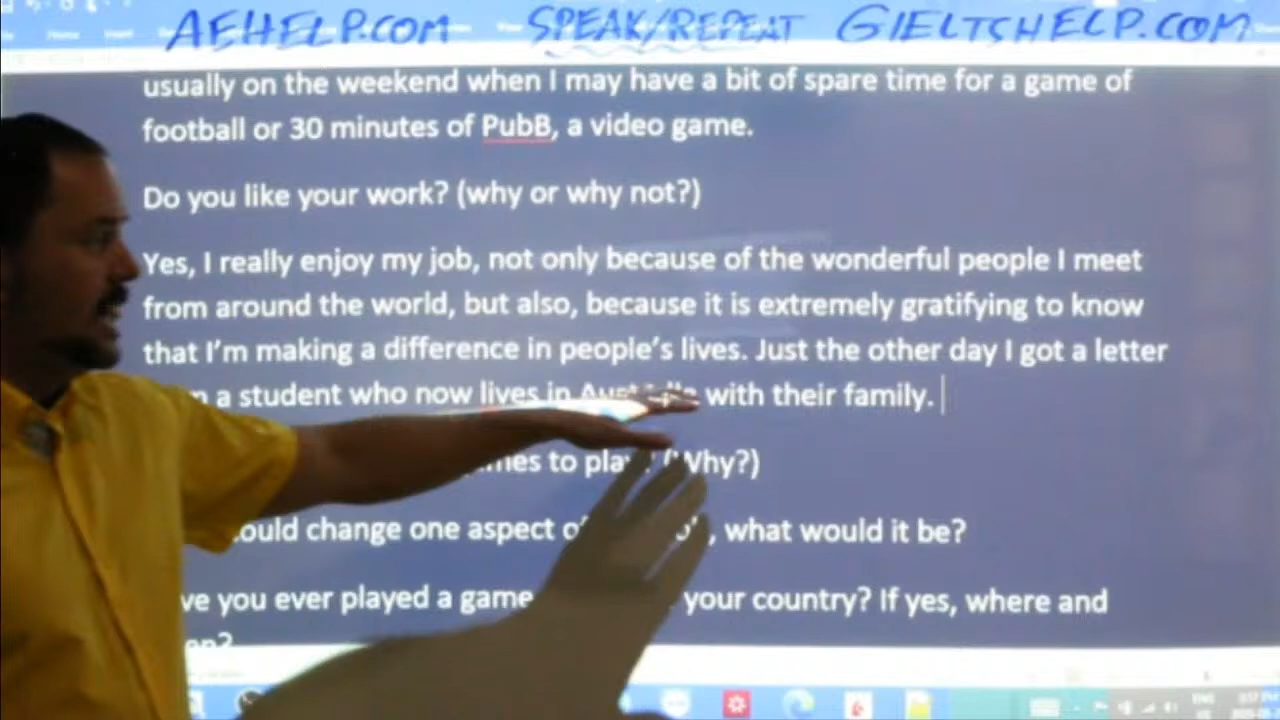 AEHELP.COM SPEAK/REPEAT GIELTSHELP.COM
usually on the weekend when I may have a bit of spare time for a game of
football or 30 minutes of PubB, a video game.
Do you like your work? (why or why not?)
Yes, I really enjoy my job, not only because of the wonderful people I meet
from around the world, but also, because it is extremely gratifying to know
that I'm making a difference in people's lives. Just the other day I got a letter
a student who now lives in with their family.
to (Why?)
change one aspect , what would it be?
you ever played a game your country? If yes, where and